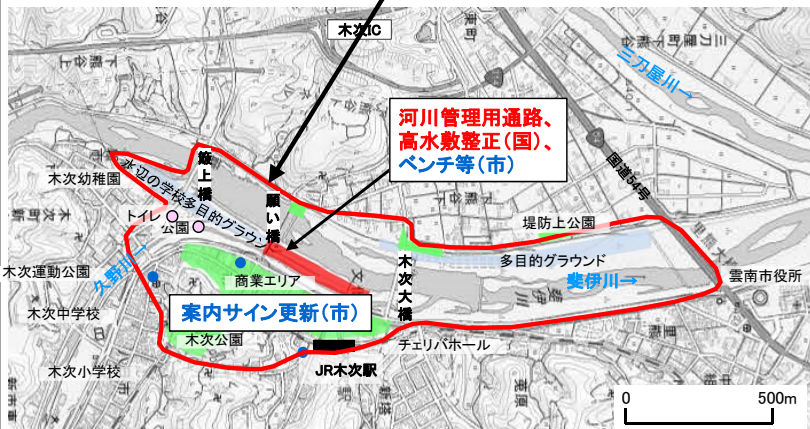 木次IC
三刀屋川→
河川管理用通路、
高水敷整正(国)、
ベンチ等(市)
国道54号
木次幼稚園
水辺の学校多目的グラウンド
願い橋
トイレ
公園
堤防上公園
多目的グラウンド
木次大橋
久野川→
木次運動公園
商業エリア
斐伊川→
雲南市役所
案内サイン更新(市)
木次中学校
木次公園
チェリバホール
木次小学校
JR木次駅
0 500m